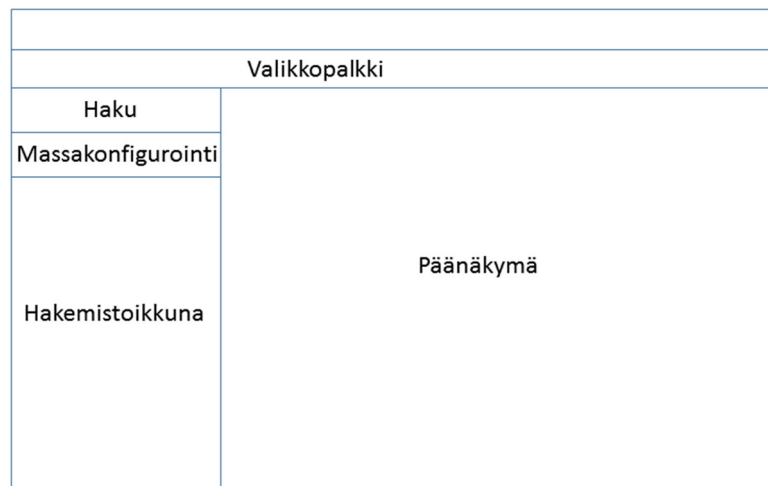 Valikkopalkki
Haku
Massakonfigurointi
Päänäkymä
Hakemistoikkuna